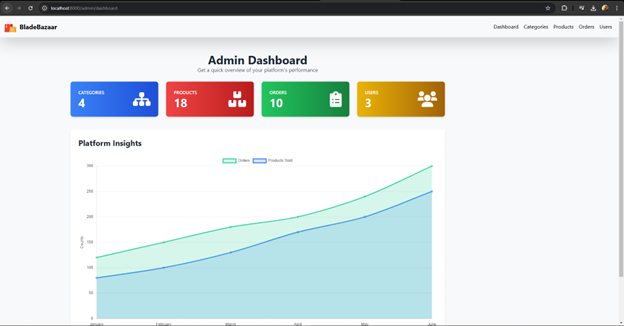 localhost:8000/admin/dashboard
BladeBazaar
Dashboard Categories Products Orders Users
Admin Dashboard
Get a quick overview of your platform's performance
CATEGORIES
4
PRODUCTS
18
ORDERS
10
USERS
3
Platform Insights
Orders Products Sold
300
250
200
150
100
50
0
Counts
January February March April May June